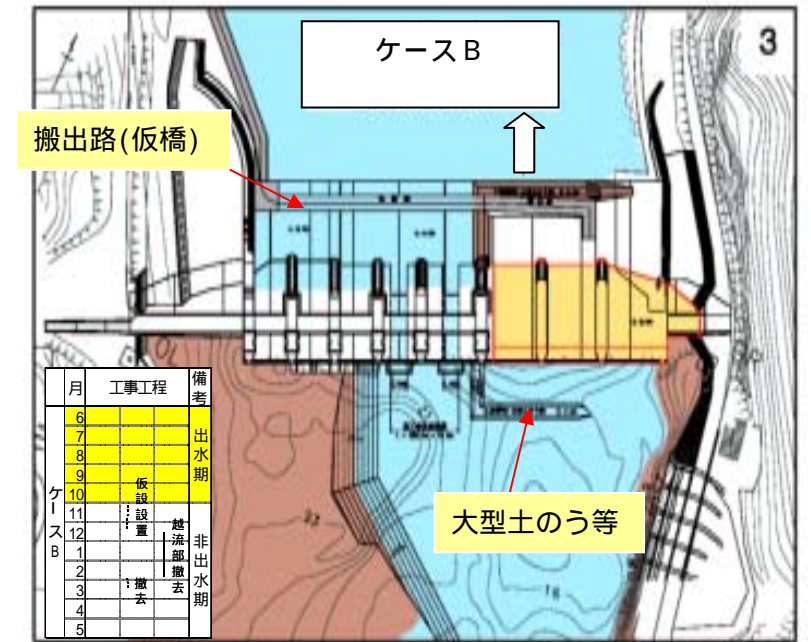 ケースB
3
搬出路(仮橋)
大型土のう等
月 工事工程 備考
ケースB
6
7
8
9
10
11
12
1
2
3
4
5
仮設設置
撤去
越流部撤去
出水期
非出水期
16